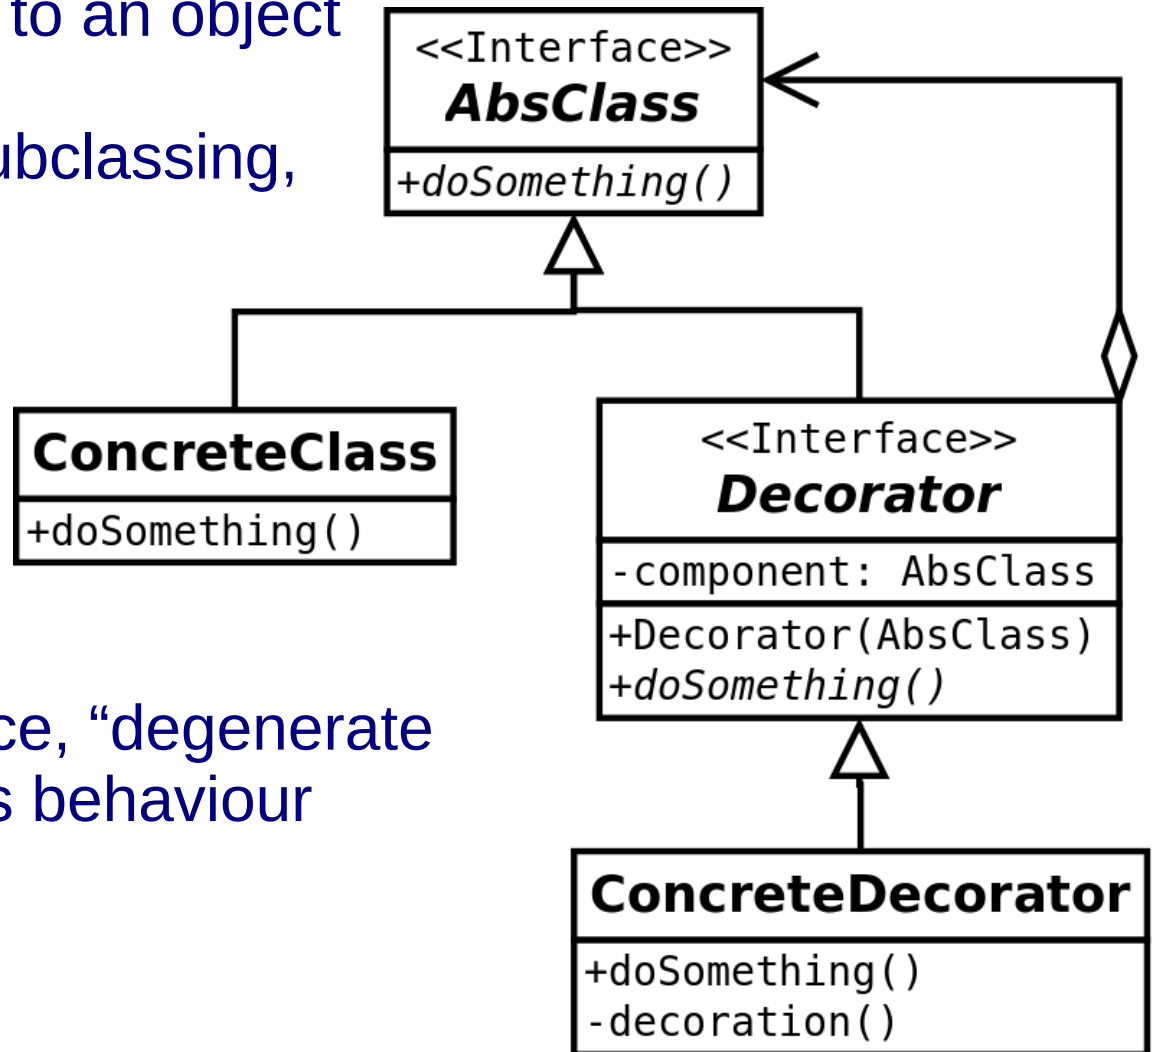 to an object
<<Interface>>
AbsClass
+doSomething()
ubclassing,
ConcreteClass
+doSomething()
<<Interface>>
Decorator
-component: AbsClass
+Decorator(AbsClass)
+doSomething()
ce, “degenerate
s behaviour
ConcreteDecorator
+doSomething()
-decoration()